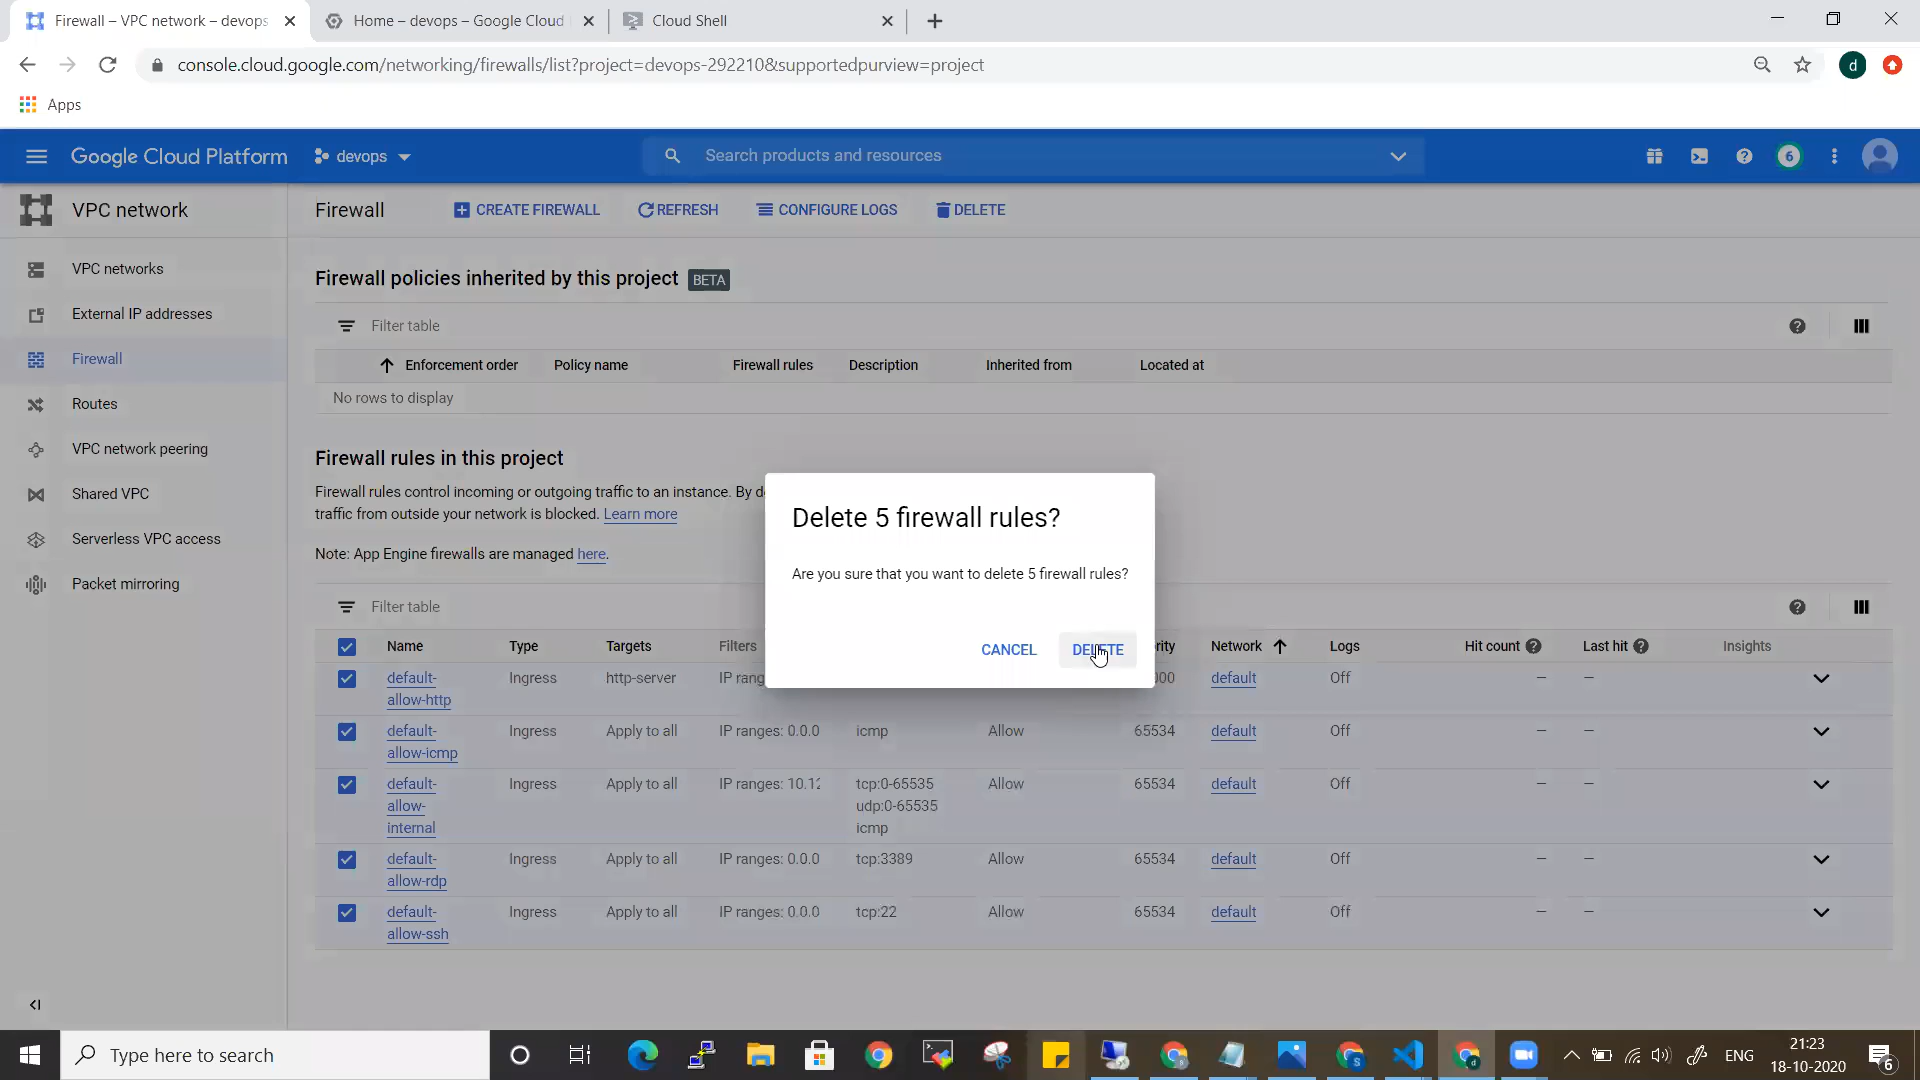 Firewall – VPC network – devops
Home – devops – Google Cloud
Cloud Shell
console.cloud.google.com/networking/firewalls/list?project=devops-292210&supportedpurview=project
d
Apps
Google Cloud Platform
devops
Search products and resources
6
VPC network
Firewall
CREATE FIREWALL
REFRESH
CONFIGURE LOGS
DELETE
VPC networks
External IP addresses
Firewall
Routes
VPC network peering
Shared VPC
Serverless VPC access
Packet mirroring
Firewall policies inherited by this project BETA
Filter table
Enforcement order Policy name Firewall rules Description Inherited from Located at
No rows to display
Firewall rules in this project
Firewall rules control incoming or outgoing traffic to an instance. By d
traffic from outside your network is blocked. Learn more
Note: App Engine firewalls are managed here.
Delete 5 firewall rules?
Are you sure that you want to delete 5 firewall rules?
CANCEL DELETE
Filter table
Name Type Targets Filters Network Logs Hit count Last hit Insights
default-allow-http Ingress http-server IP rang default Off – –
default-allow-icmp Ingress Apply to all IP ranges: 0.0.0 icmp Allow 65534 default Off – –
default-allow-internal Ingress Apply to all IP ranges: 10.12 tcp:0-65535 udp:0-65535 icmp Allow 65534 default Off – –
default-allow-rdp Ingress Apply to all IP ranges: 0.0.0 tcp:3389 Allow 65534 default Off – –
default-allow-ssh Ingress Apply to all IP ranges: 0.0.0 tcp:22 Allow 65534 default Off – –
Type here to search
ENG
21:23
18-10-2020
6